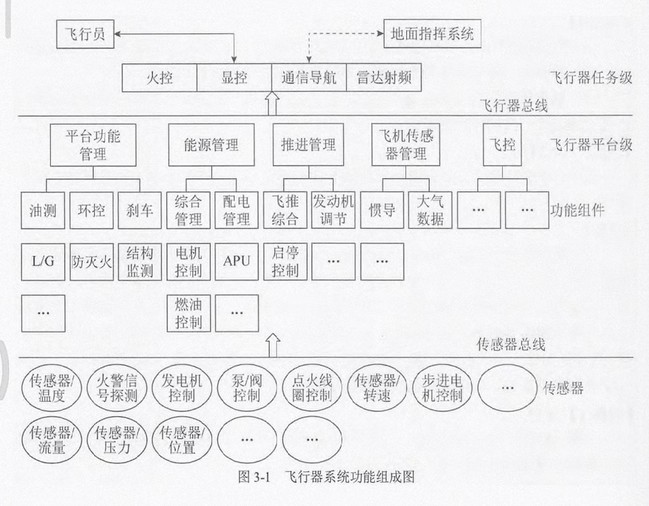 飞行员
地面指挥系统
火控 显控 通信导航 雷达射频 飞行器任务级
飞行器总线
平台功能
管理
能源管理
推进管理
飞机传感
器管理
飞控
飞行器平台级
油测 环控 刹车
综合
管理
配电
管理
飞推
综合
发动机
调节
惯导
大气
数据
... ... 功能组件
L/G 防灭火
结构
监测
电机
控制
APU
启停
控制
... ...
...
燃油
控制
...
传感器总线
传感器/
温度
火警信
号探测
发电机
控制
泵/阀
控制
点火线
圈控制
传感器/
转速
步进电
机控制
... 传感器
传感器/
流量
传感器/
压力
传感器/
位置
... ...
图 3-1 飞行器系统功能组成图